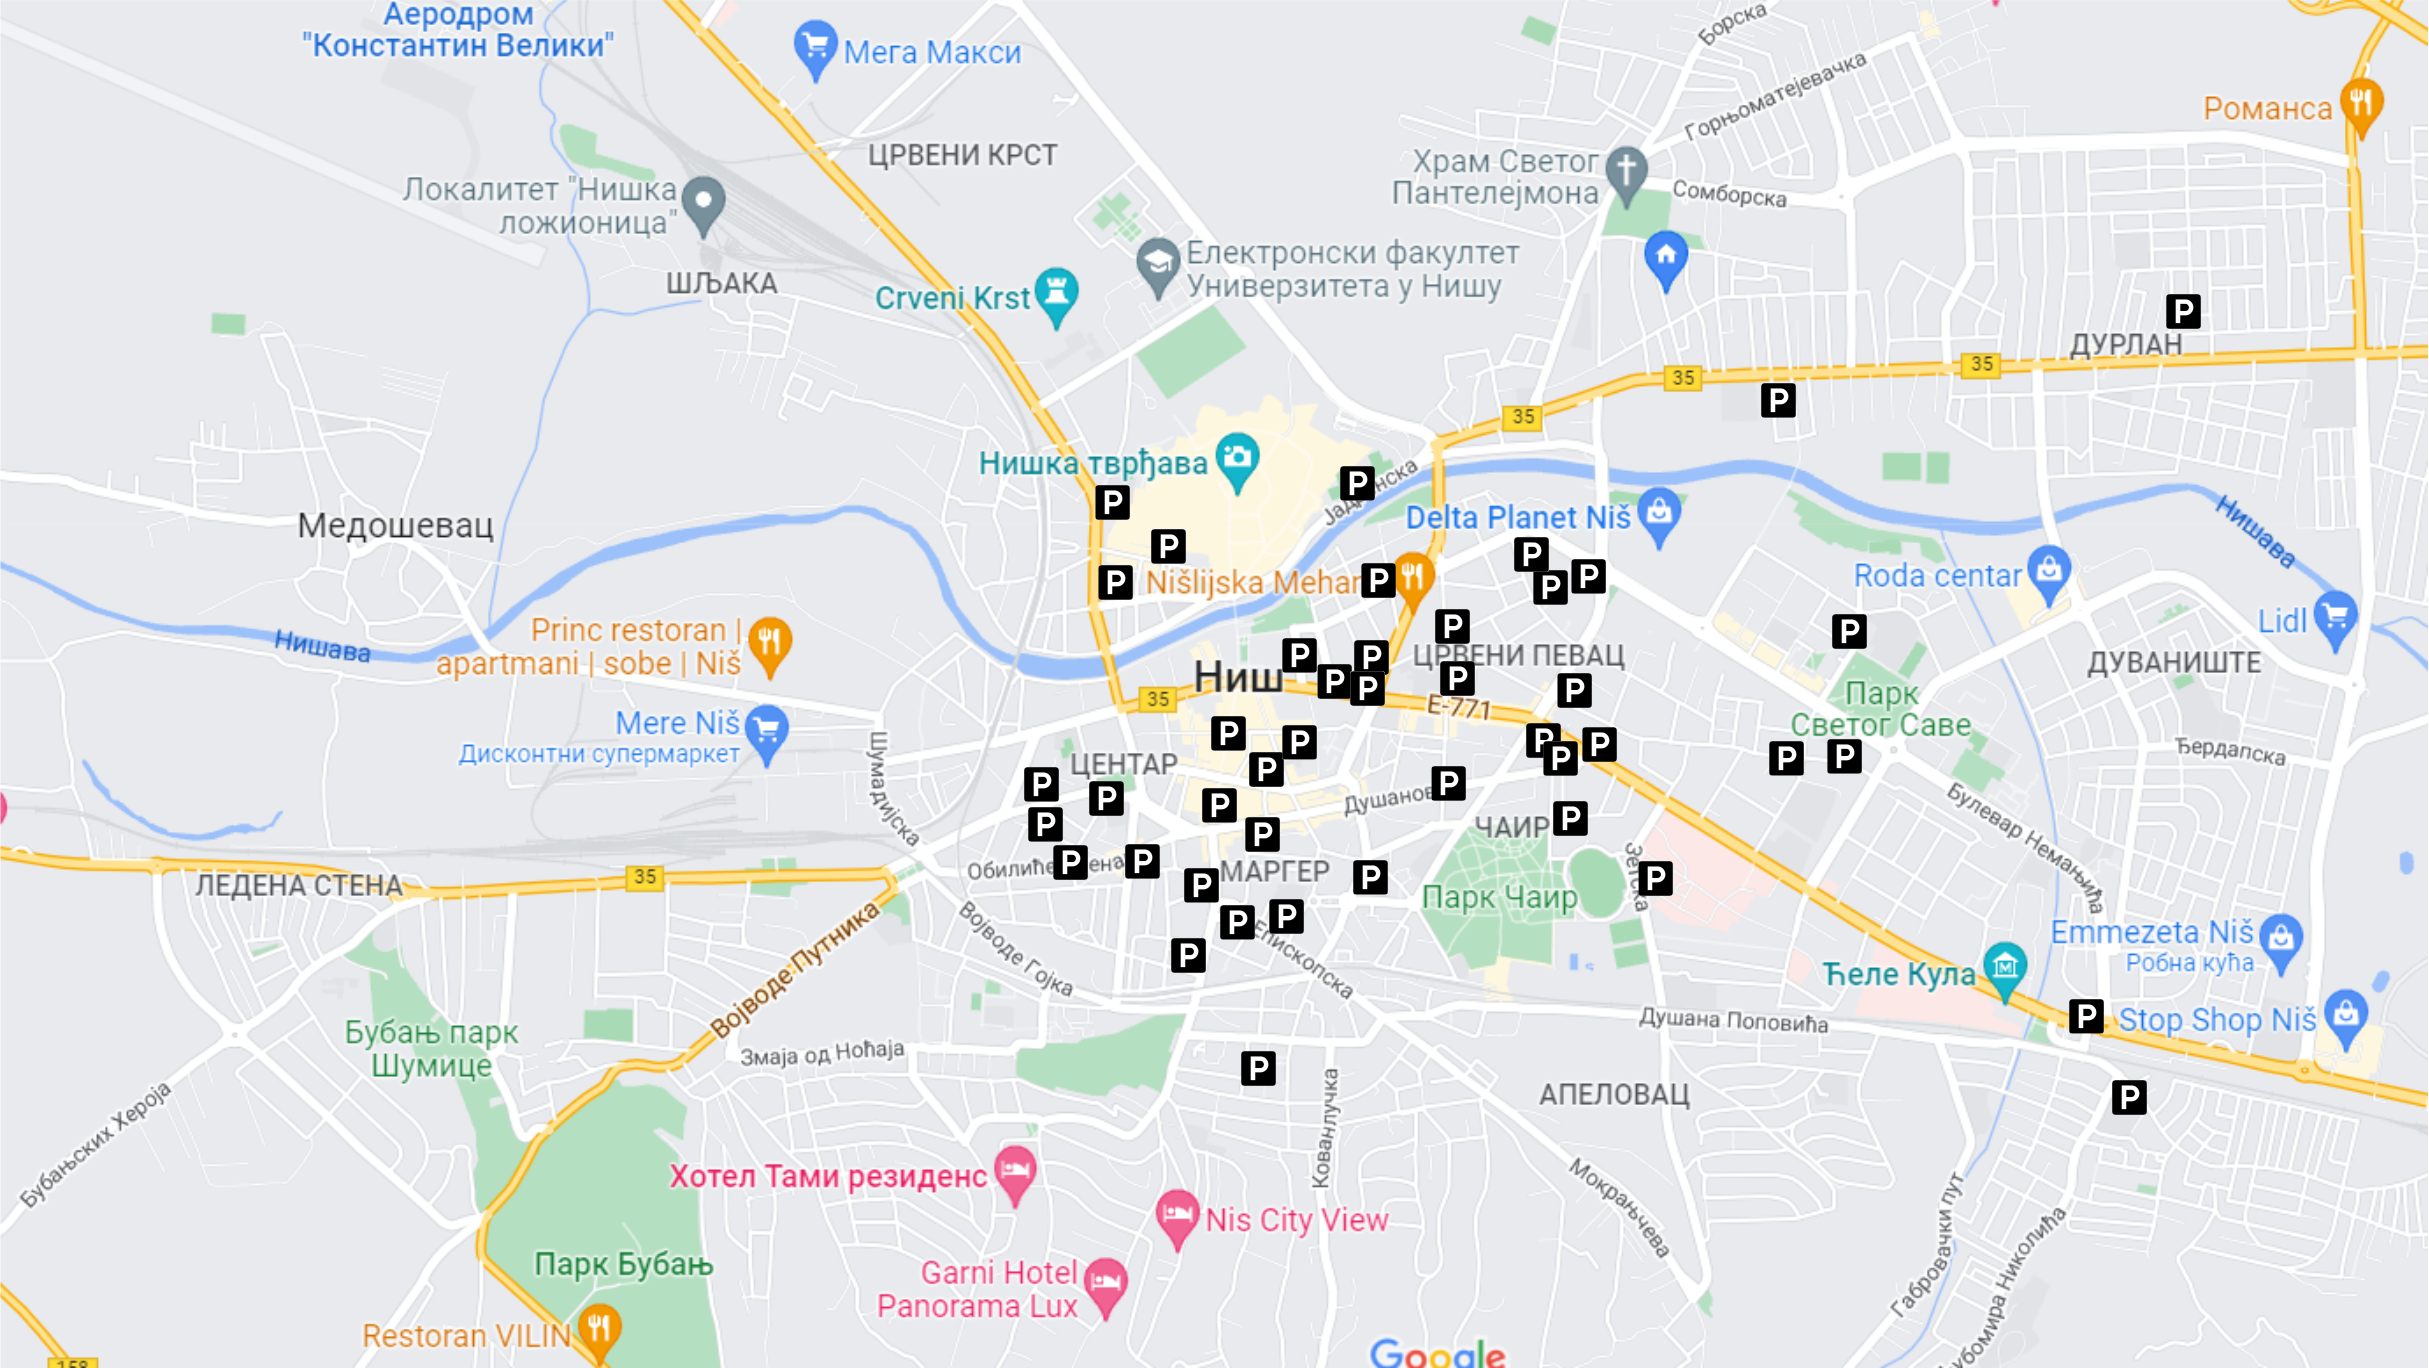 Аеродром
"Константин Велики"
Мега Макси
Борска
Горњоматејевачка
Романса
ЦРВЕНИ КРСТ
Храм Светог
Пантелејмона
Сомборска
Локалитет "Нишка
ложионица"
Електронски факултет
Универзитета у Нишу
ШЉАКА
Crveni Krst
P
ДУРЛАН
35
35
35
P
Нишка тврђава
P
P
Јад
нска
Медошевац
Delta Planet Niš
Нишава
P
P
P
Nišlijska Mehan
P
P
P
P
Roda centar
Lidl
Princ restoran |
apartmani | sobe | Niš
Нишава
P
P
P
P
P
P
P
P
ЦРВЕНИ ПЕВАЦ
ДУВАНИШТЕ
Ниш
35
E-771
Парк
Светог Саве
Mere Niš
Дисконтни супермаркет
Шумадијска
P
P
P
P
P
P
P
P
Ђердапска
ЦЕНТАР
P
P
P
P
Душанов
P
Булевар Немањића
P
P
ЧАИР
P
P
Обилиће
ена
P
P
МАРГЕР
P
P
Зетска
P
35
ЛЕДЕНА СТЕНА
Парк Чаир
P
P
Војводе Путника
Војводе Гојка
Епископска
P
Emmezeta Niš
Робна кућа
Ћеле Кула
P
Stop Shop Niš
Душана Поповића
Бубањ парк
Шумице
Змаја од Ноћаја
P
АПЕЛОВАЦ
P
Бубањских Хероја
Кованлучка
Хотел Тами резиденс
Мокрањчева
Габровачки пут
Nis City View
Парк Бубањ
Garni Hotel
Panorama Lux
Љубомира Николића
Restoran VILIN
158
Google